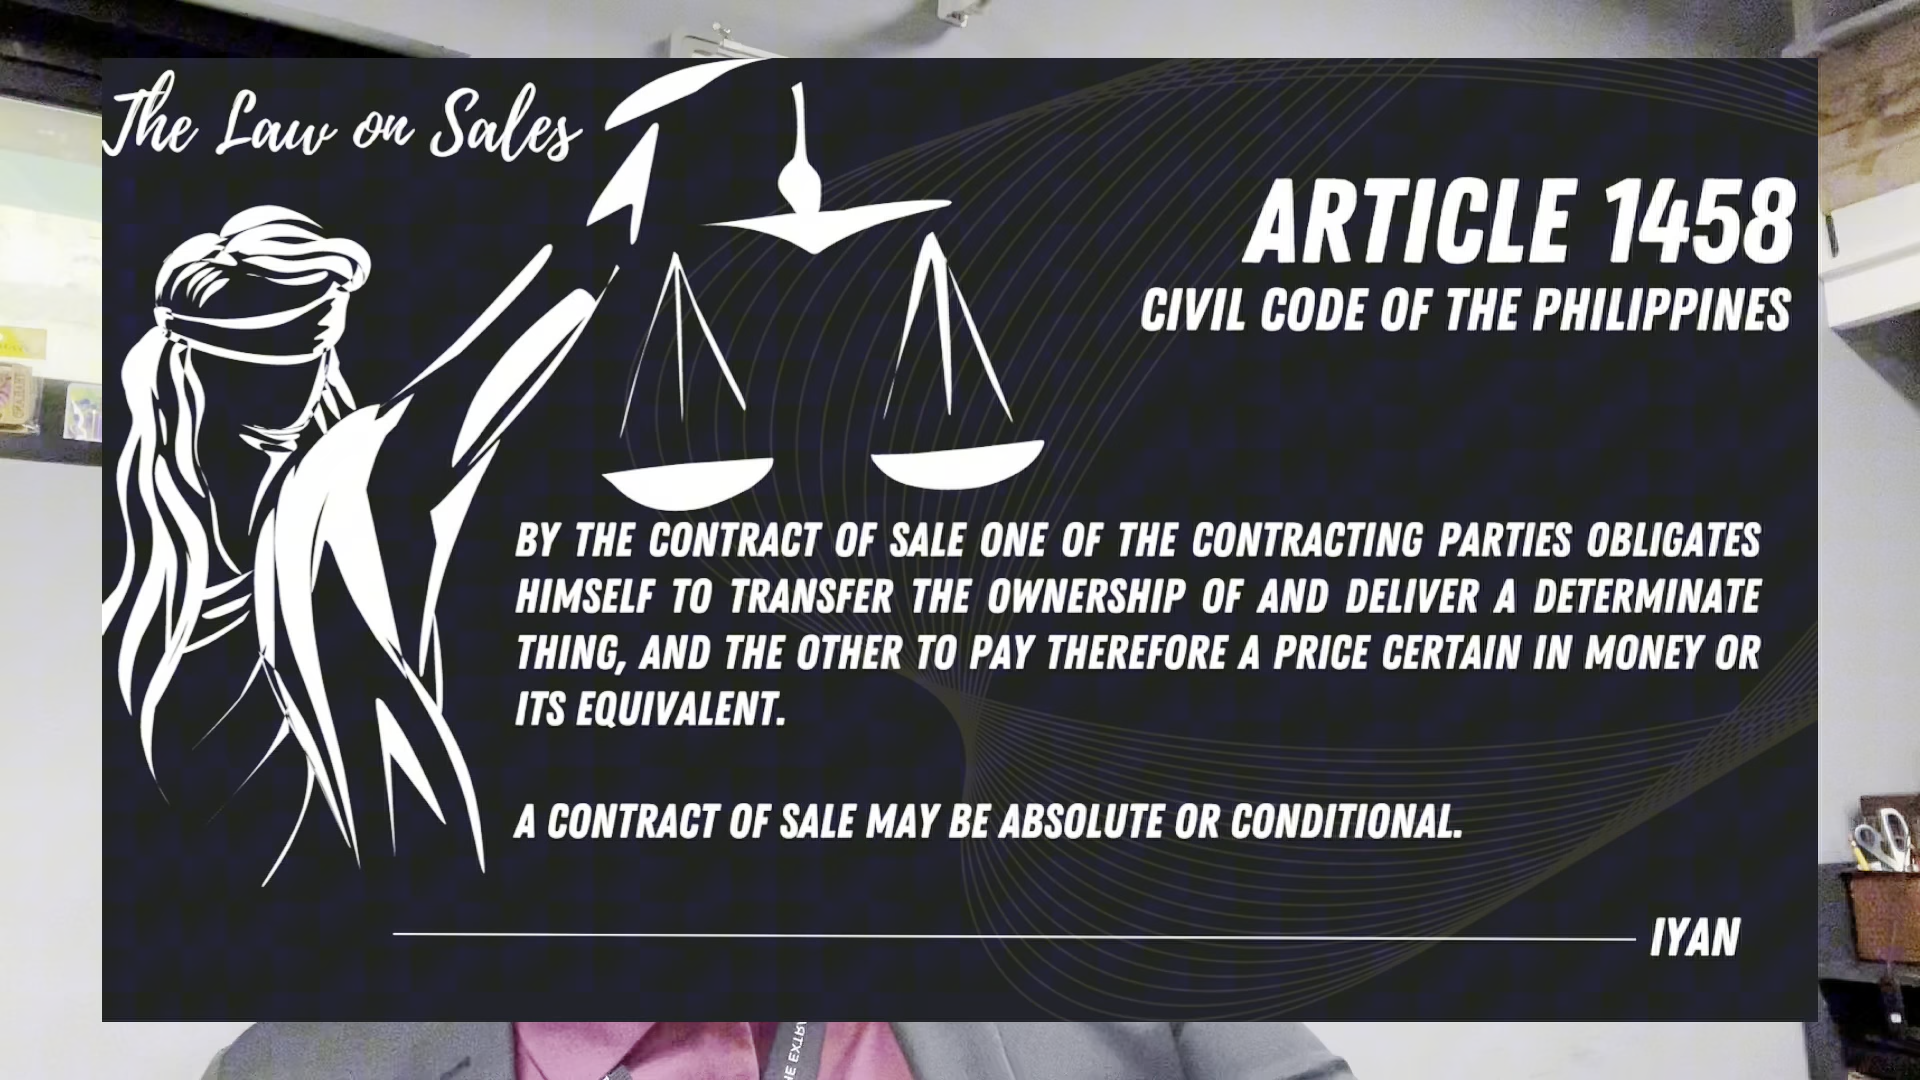 The Law on Sales
ARTICLE 1458
CIVIL CODE OF THE PHILIPPINES
BY THE CONTRACT OF SALE ONE OF THE CONTRACTING PARTIES OBLIGATES
HIMSELF TO TRANSFER THE OWNERSHIP OF AND DELIVER A DETERMINATE
THING, AND THE OTHER TO PAY THEREFORE A PRICE CERTAIN IN MONEY OR
ITS EQUIVALENT.
A CONTRACT OF SALE MAY BE ABSOLUTE OR CONDITIONAL.
IYAN